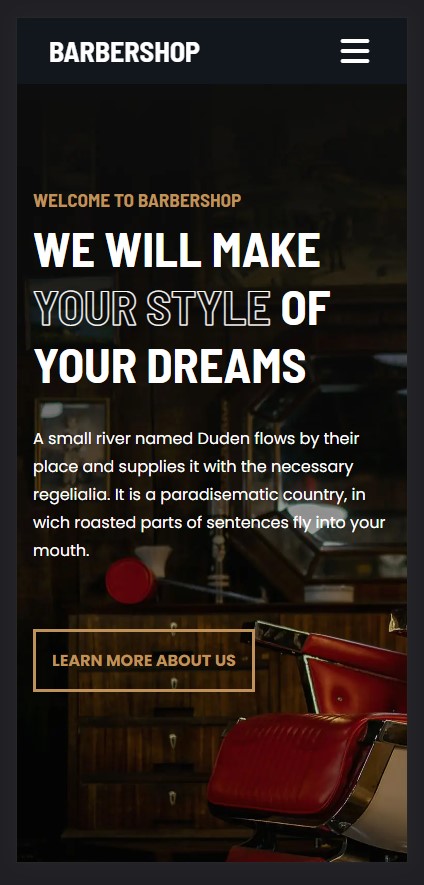 BARBERSHOP
WELCOME TO BARBERSHOP
WE WILL MAKE
YOUR STYLE OF
YOUR DREAMS
A small river named Duden flows by their
place and supplies it with the necessary
regelialia. It is a paradisematic country, in
wich roasted parts of sentences fly into your
mouth.
LEARN MORE ABOUT US